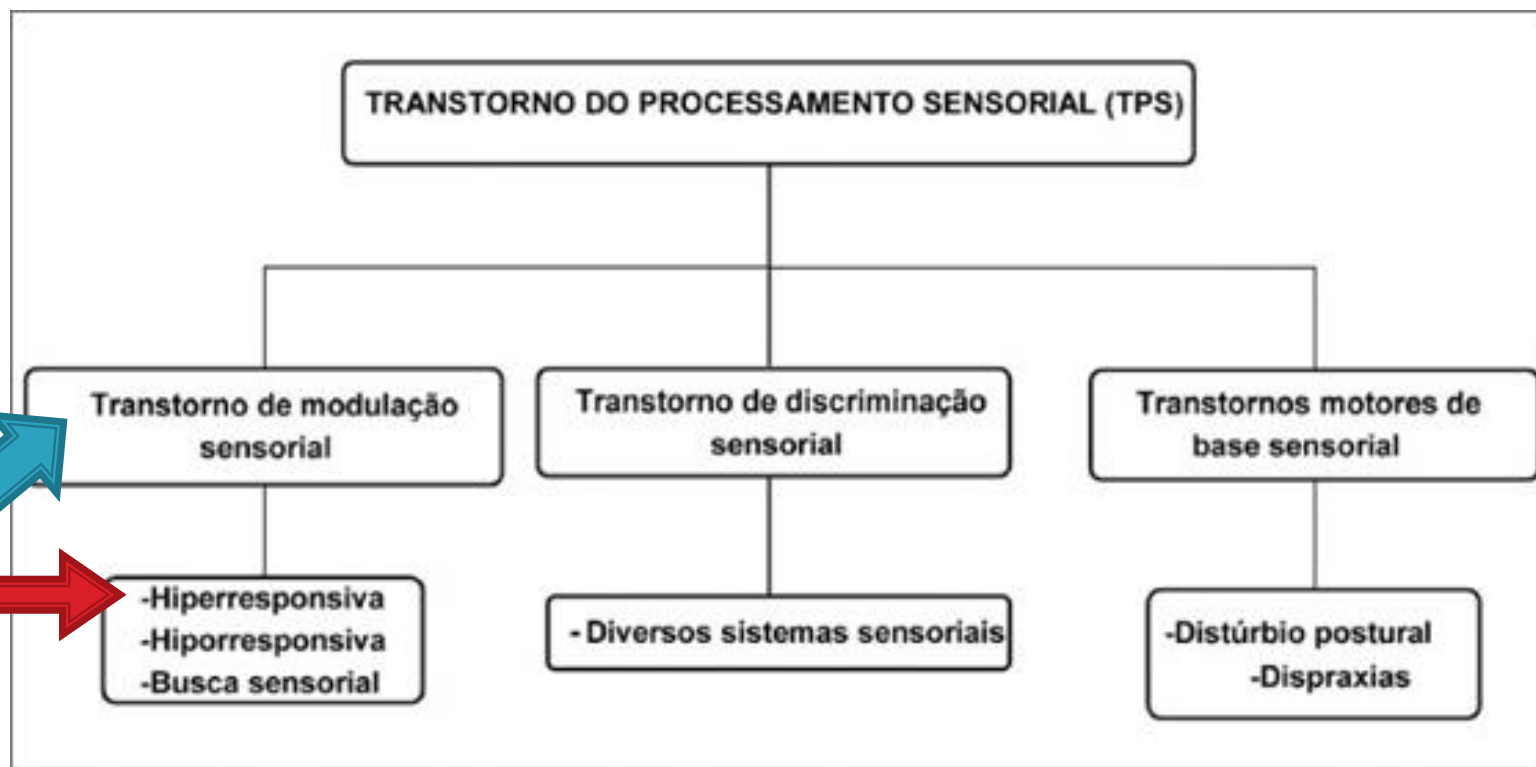 TRANSTORNO DO PROCESSAMENTO SENSORIAL (TPS)
Transtorno de modulação
sensorial
Transtorno de discriminação
sensorial
Transtornos motores de
base sensorial
-Hiperresponsiva
-Hiporresponsiva
-Busca sensorial
- Diversos sistemas sensoriais
-Distúrbio postural
-Dispraxias